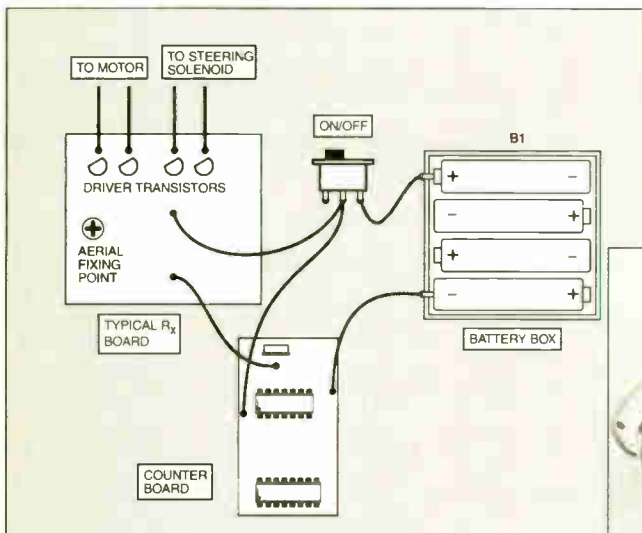 TO MOTOR
TO STEERING
SOLENOID
ON/OFF
B1
DRIVER TRANSISTORS
AERIAL
FIXING
POINT
+ -
- +
+ -
- +
TYPICAL Rx
BOARD
BATTERY BOX
COUNTER
BOARD